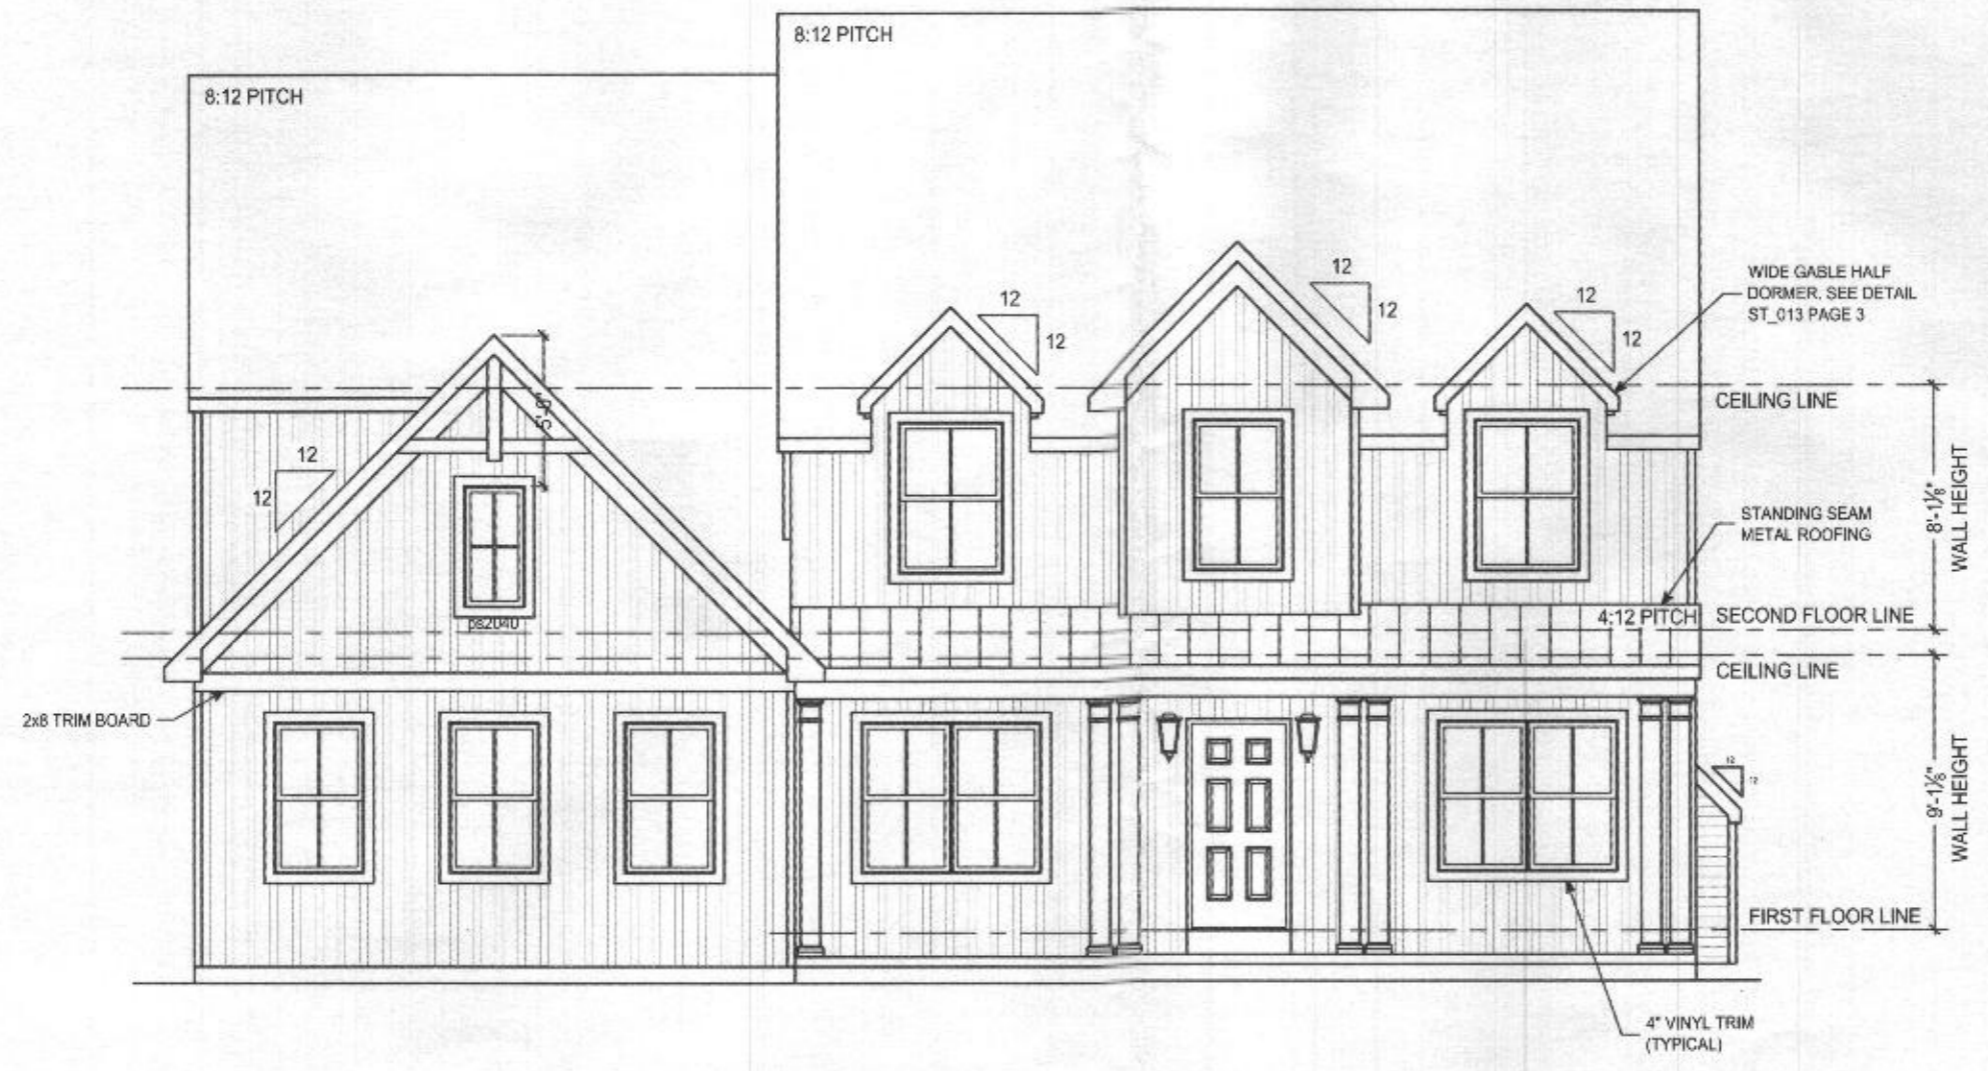 8:12 PITCH
8:12 PITCH
12
12
12
12
12
12
WIDE GABLE HALF
DORMER. SEE DETAIL
ST_013 PAGE 3
CEILING LINE
12
12
8'-1⅛"
WALL HEIGHT
STANDING SEAM
METAL ROOFING
ps2040
4:12 PITCH
SECOND FLOOR LINE
CEILING LINE
2x8 TRIM BOARD
12
12
9'-1⅛"
WALL HEIGHT
FIRST FLOOR LINE
4" VINYL TRIM
(TYPICAL)